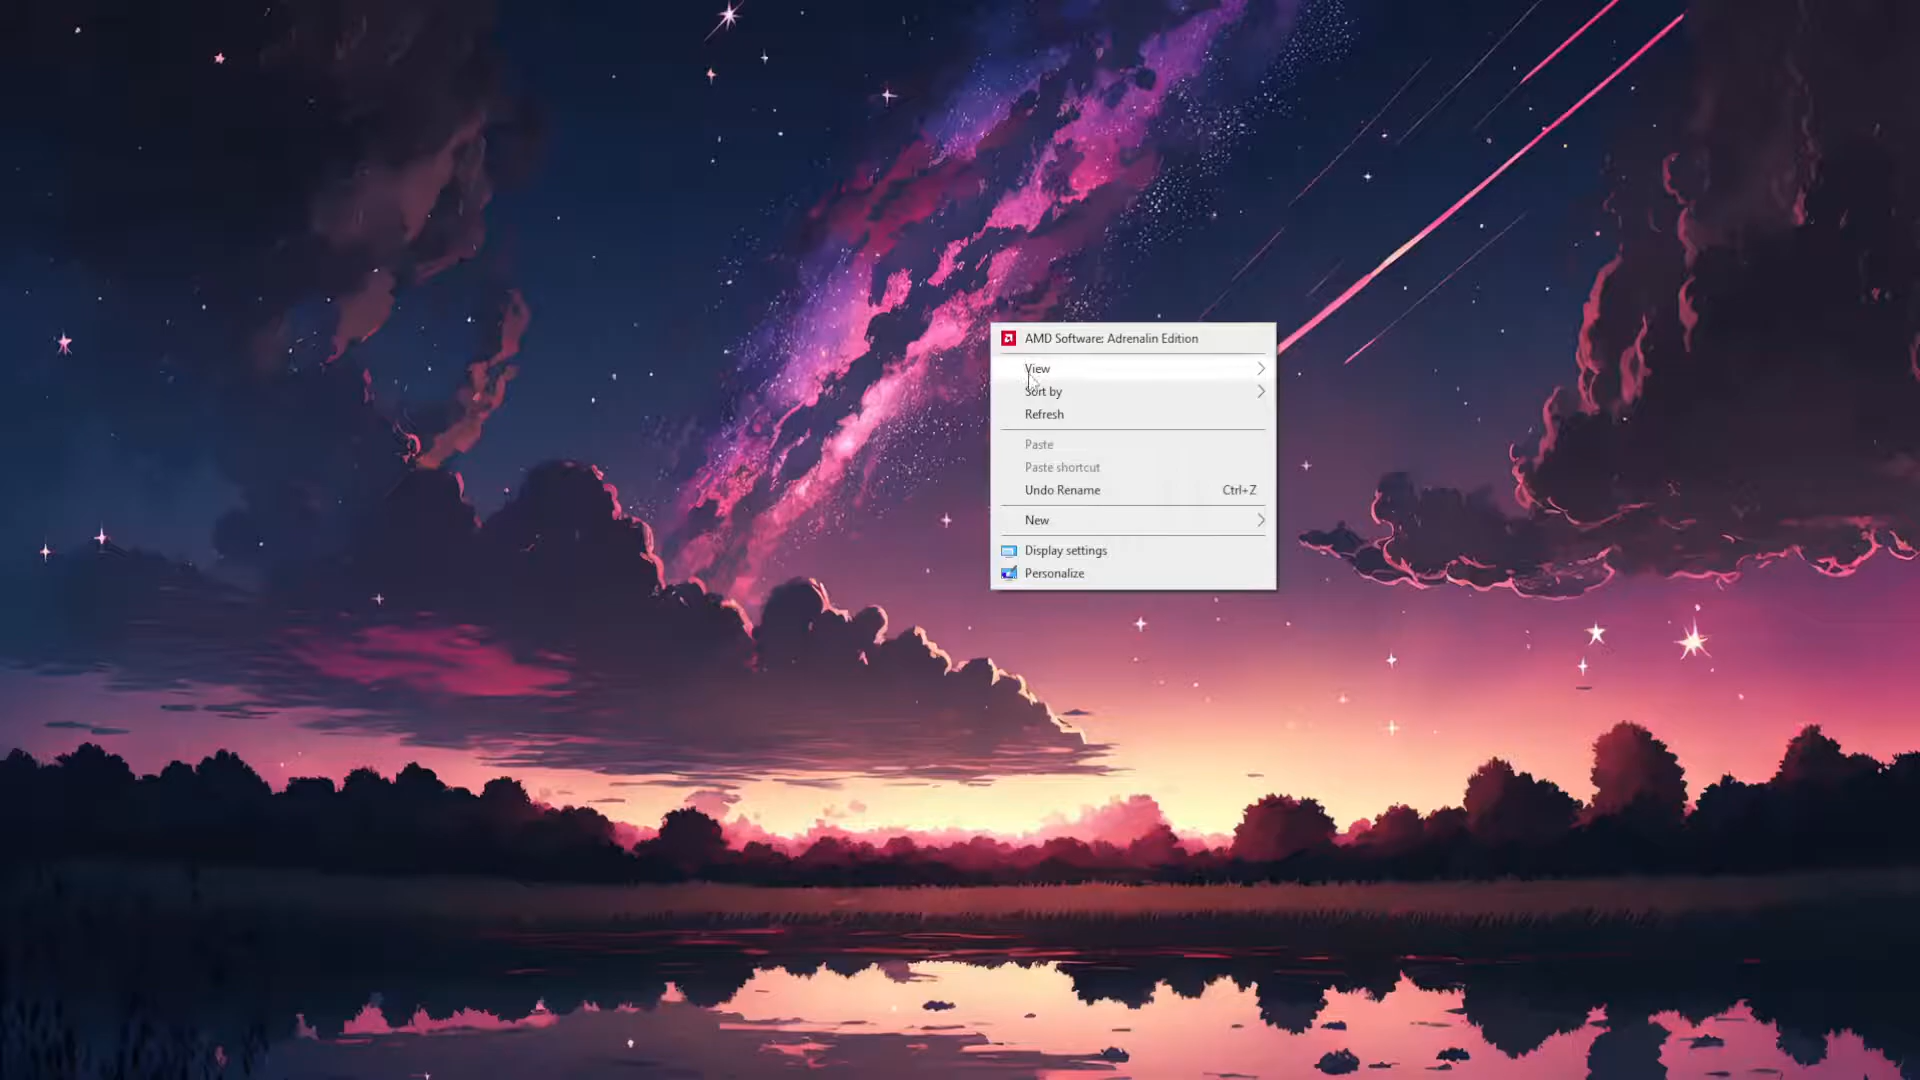 AMD Software: Adrenalin Edition
View
Sort by
Refresh
Paste
Paste shortcut
Undo Rename Ctrl+Z
New
Display settings
Personalize